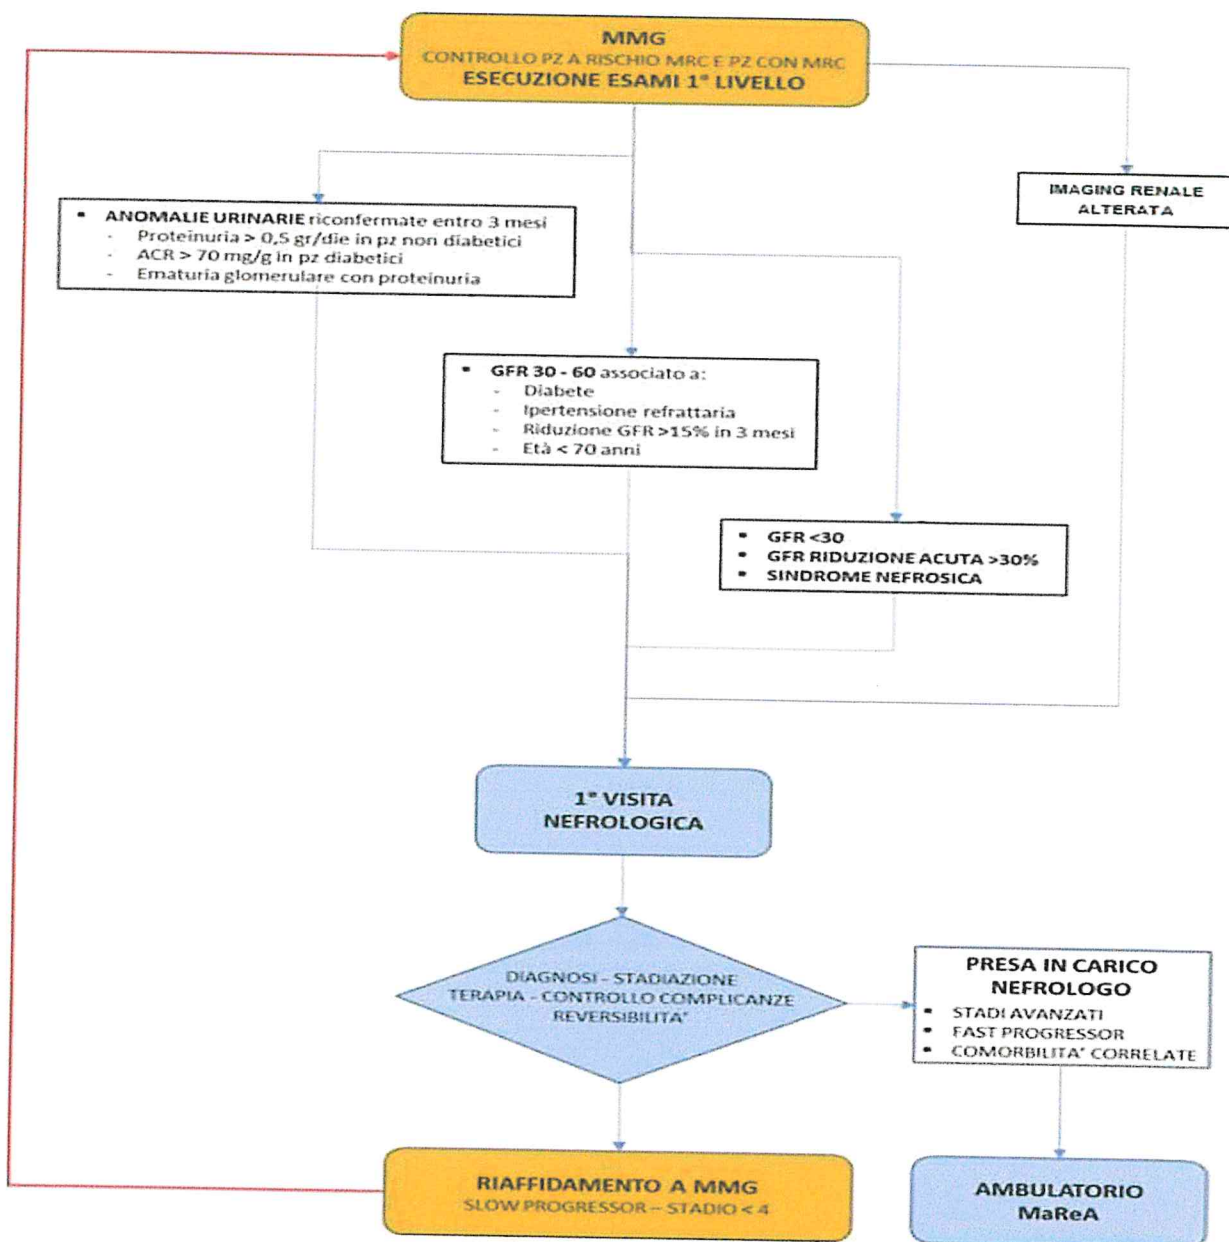 MMG
CONTROLLO PZ A RISCHIO MRC E PZ CON MRC
ESECUZIONE ESAMI 1° LIVELLO
IMAGING RENALE
ALTERATA
▪ ANOMALIE URINARIE riconfermate entro 3 mesi
- Proteinuria > 0,5 gr/die in pz non diabetici
- ACR > 70 mg/g in pz diabetici
- Ematuria glomerulare con proteinuria
▪ GFR 30 - 60 associato a:
- Diabete
- Ipertensione refrattaria
- Riduzione GFR >15% in 3 mesi
- Età < 70 anni
▪ GFR <30
▪ GFR RIDUZIONE ACUTA >30%
▪ SINDROME NEFROSICA
1° VISITA
NEFROLOGICA
DIAGNOSI - STADIAZIONE
TERAPIA - CONTROLLO COMPLICANZE
REVERSIBILITA'
PRESA IN CARICO
NEFROLOGO
▪ STADI AVANZATI
▪ FAST PROGRESSOR
▪ COMORBILITA' CORRELATE
RIAFFIDAMENTO A MMG
SLOW PROGRESSOR – STADIO < 4
AMBULATORIO
MaReA